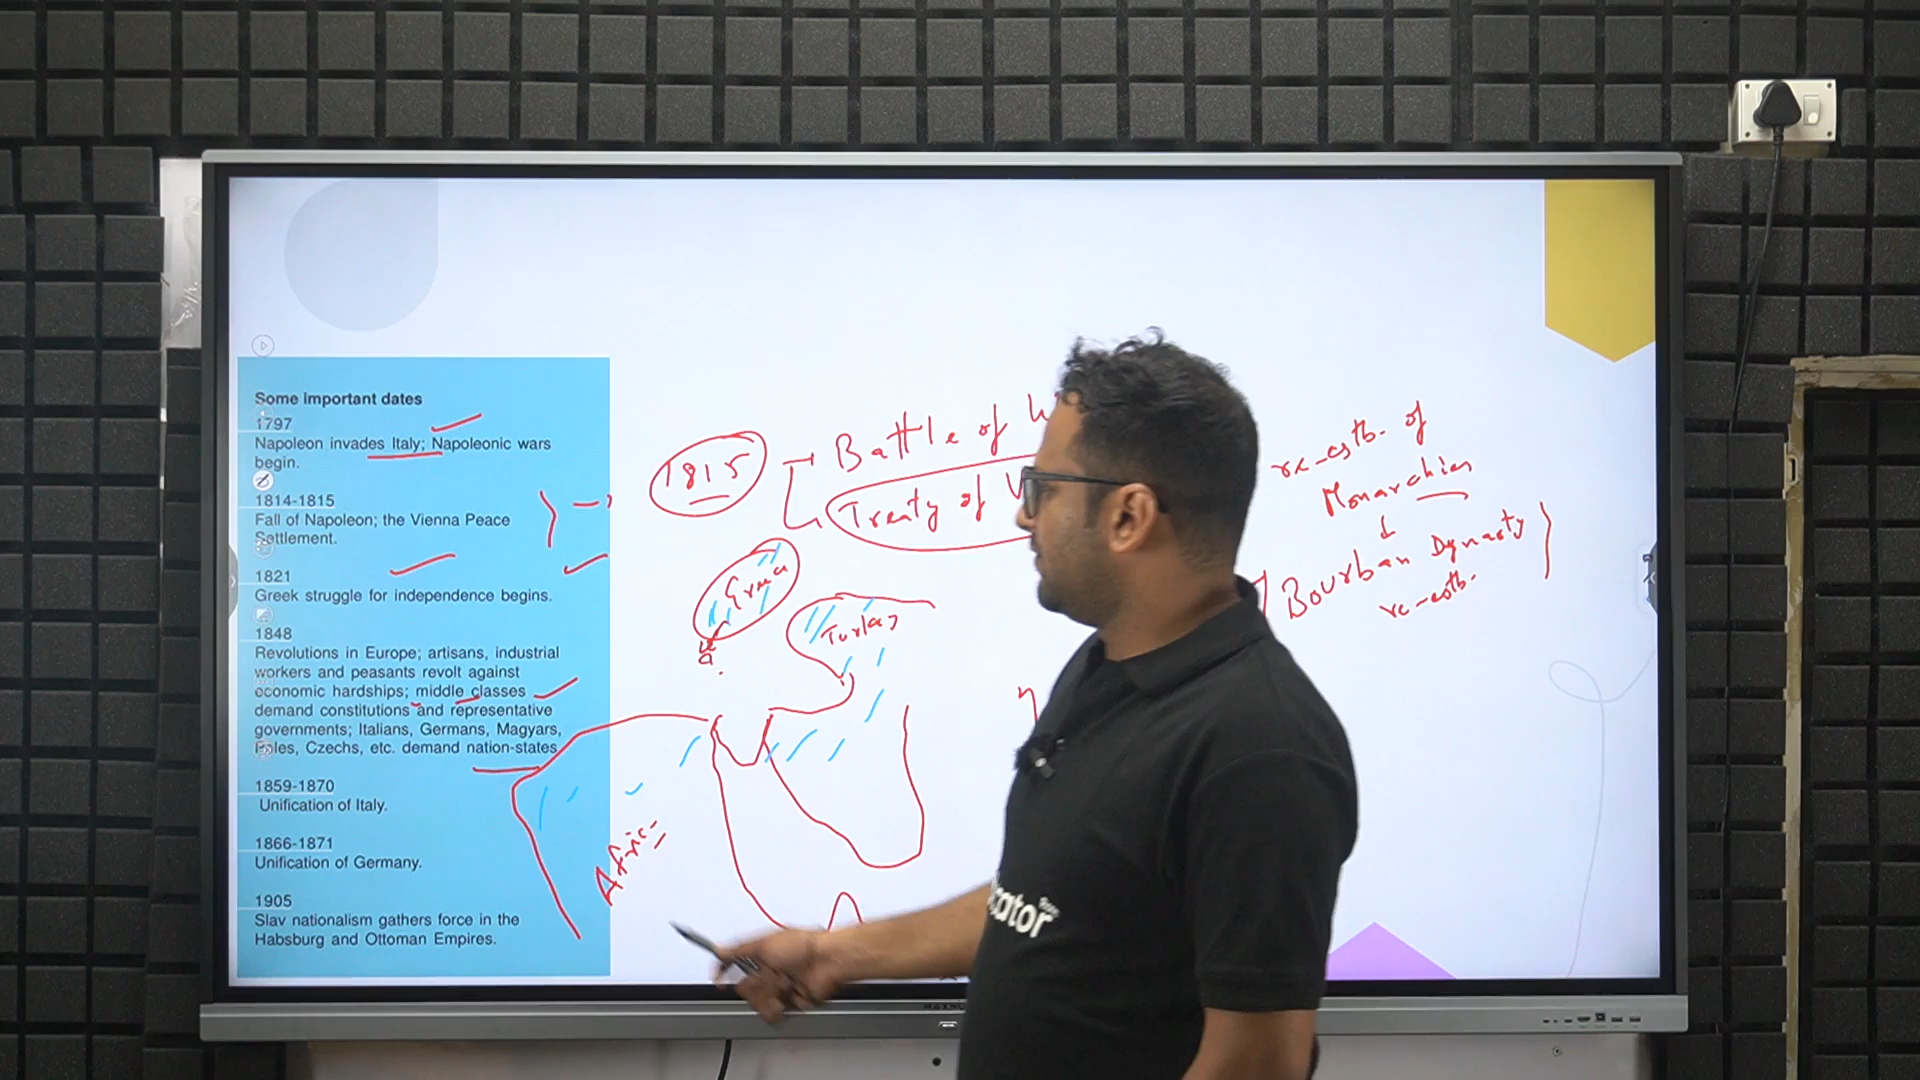 Some important dates
1797
Napoleon invades Italy; Napoleonic wars
begin.
1814-1815
Fall of Napoleon; the Vienna Peace
Settlement.
1821
Greek struggle for independence begins.
1848
Revolutions in Europe; artisans, industrial
workers and peasants revolt against
economic hardships; middle classes
demand constitutions and representative
governments; Italians, Germans, Magyars,
Poles, Czechs, etc. demand nation-states
1859-1870
Unification of Italy.
1866-1871
Unification of Germany.
1905
Slav nationalism gathers force in the
Habsburg and Ottoman Empires.
1815
Battle of
Treaty of
re-estb. of
Monarchies
Bourban Dynasty
re-estb.